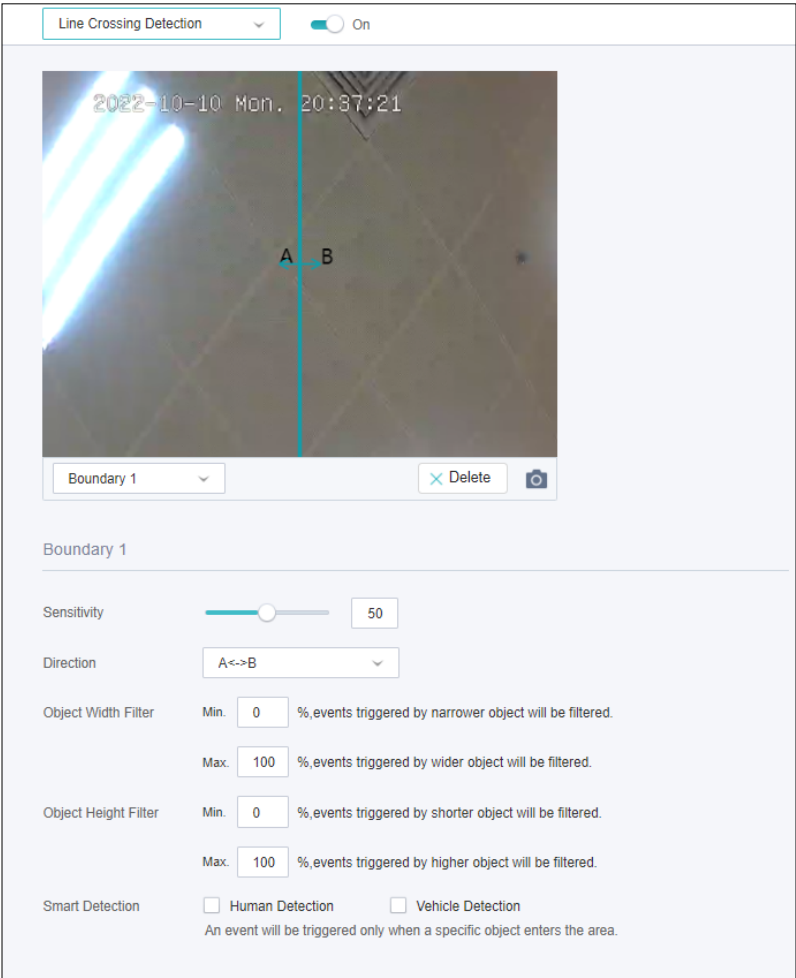 Line Crossing Detection On
2022-10-10 Mon. 20:37:21
A B
Boundary 1 Delete
Boundary 1
Sensitivity 50
Direction A<->B
Object Width Filter Min. 0 %,events triggered by narrower object will be filtered.
Max. 100 %,events triggered by wider object will be filtered.
Object Height Filter Min. 0 %,events triggered by shorter object will be filtered.
Max. 100 %,events triggered by higher object will be filtered.
Smart Detection Human Detection Vehicle Detection
An event will be triggered only when a specific object enters the area.